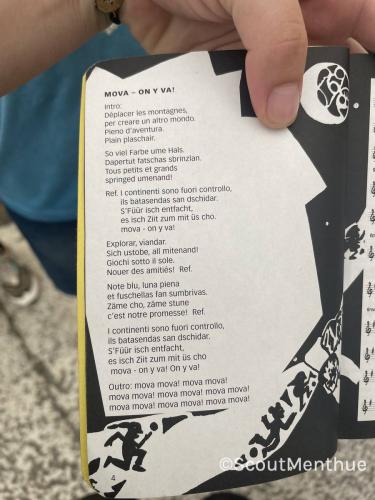 MOVA – ON Y VA!
Intro:
Déplacer les montagnes,
per creare un altro mondo.
Pieno d'aventura.
Plain plaschair.
So viel Farbe ume Hals.
Dapertut fatschas sbrinzlan.
Tous petits et grands
springed umenand!
Ref. I continenti sono fuori controllo,
ils batasendas san dschidar.
S'Füür isch entfacht,
es isch Ziit zum mit üs cho.
mova - on y va!
Explorar, viandar.
Sich ustobe, all mitenand!
Giochi sotto il sole.
Nouer des amitiés! Ref.
Note blu, luna piena
et fuschellas fan sumbrivas.
Zäme cho, zäme stune
c'est notre promesse! Ref.
I continenti sono fuori controllo,
ils batasendas san dschidar.
S'Füür isch entfacht,
es isch Ziit zum mit üs cho
mova - on y va! On y va!
Outro: mova mova! mova mova!
mova mova! mova mova! mova mova!
mova mova! mova mova! mova mova!
4
©ScoutMenthue